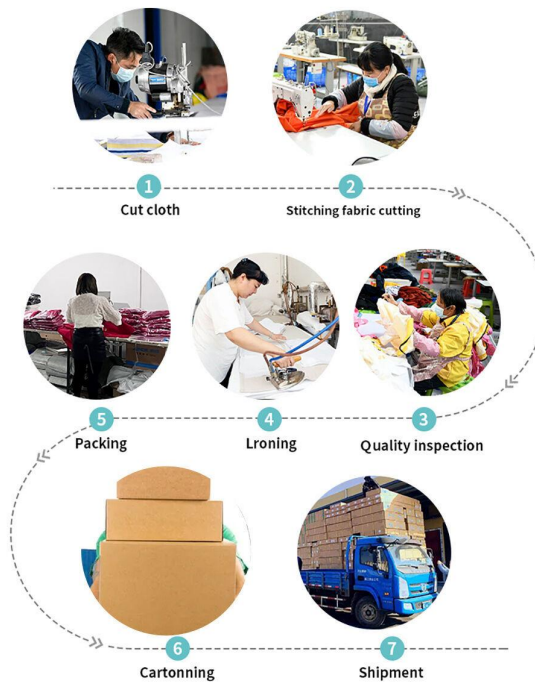 1
2
Cut cloth
Stitching fabric cutting
5
4
3
Packing
Lroning
Quality inspection
6
7
Cartonning
Shipment